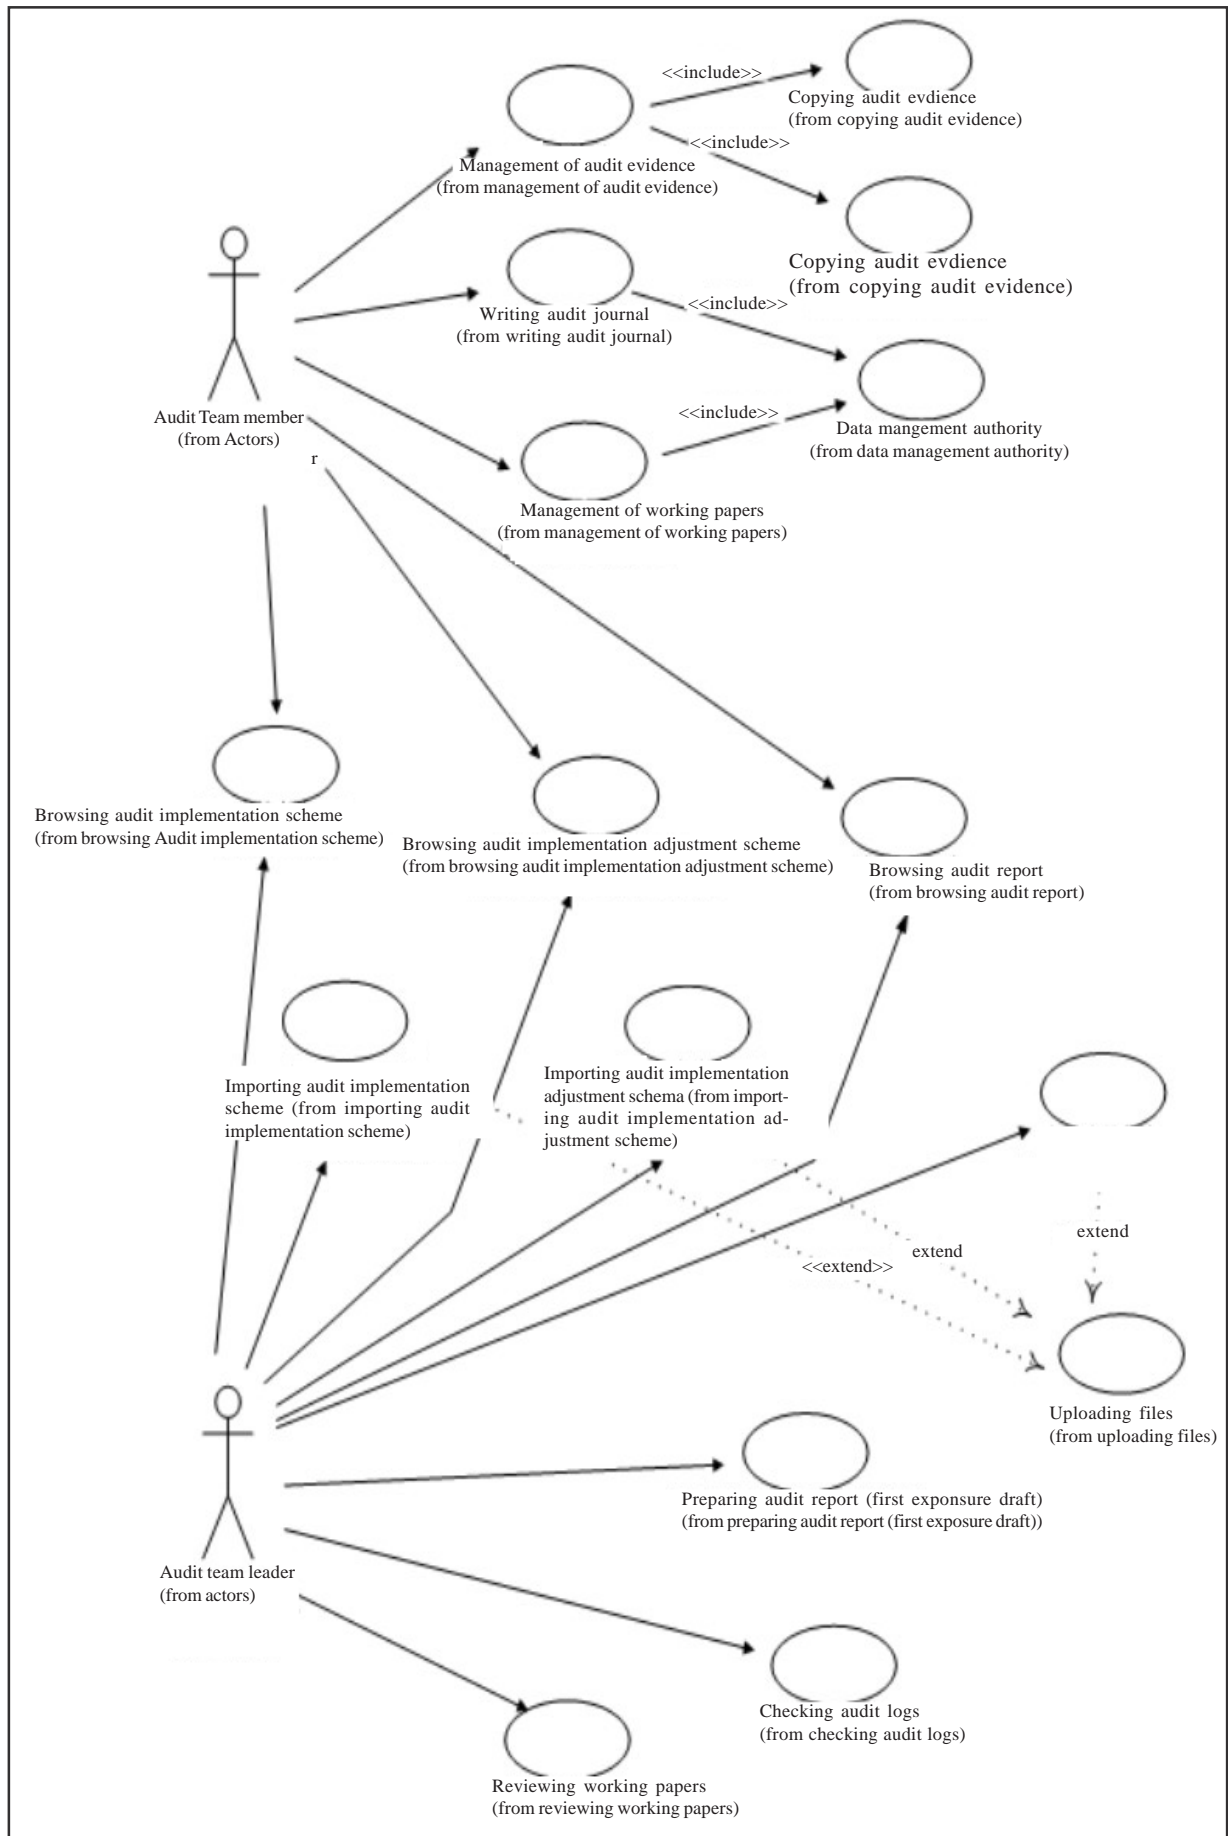 <<include>>
Copying audit evdience
(from copying audit evidence)
<<include>>
Management of audit evidence
(from management of audit evidence)
Copying audit evdience
(from copying audit evidence)
<<include>>
Writing audit journal
(from writing audit journal)
Audit Team member
(from Actors)
r
<<include>>
Data mangement authority
(from data management authority)
Management of working papers
(from management of working papers)
Browsing audit implementation scheme
(from browsing Audit implementation scheme)
Browsing audit implementation adjustment scheme
(from browsing audit implementation adjustment scheme)
Browsing audit report
(from browsing audit report)
Importing audit implementation
scheme (from importing audit
implementation scheme)
Importing audit implementation
adjustment schema (from import-
ing audit implementation ad-
justment scheme)
extend
extend
<<extend>>
Uploading files
(from uploading files)
Preparing audit report (first exponsure draft)
(from preparing audit report (first exposure draft))
Audit team leader
(from actors)
Checking audit logs
(from checking audit logs)
Reviewing working papers
(from reviewing working papers)